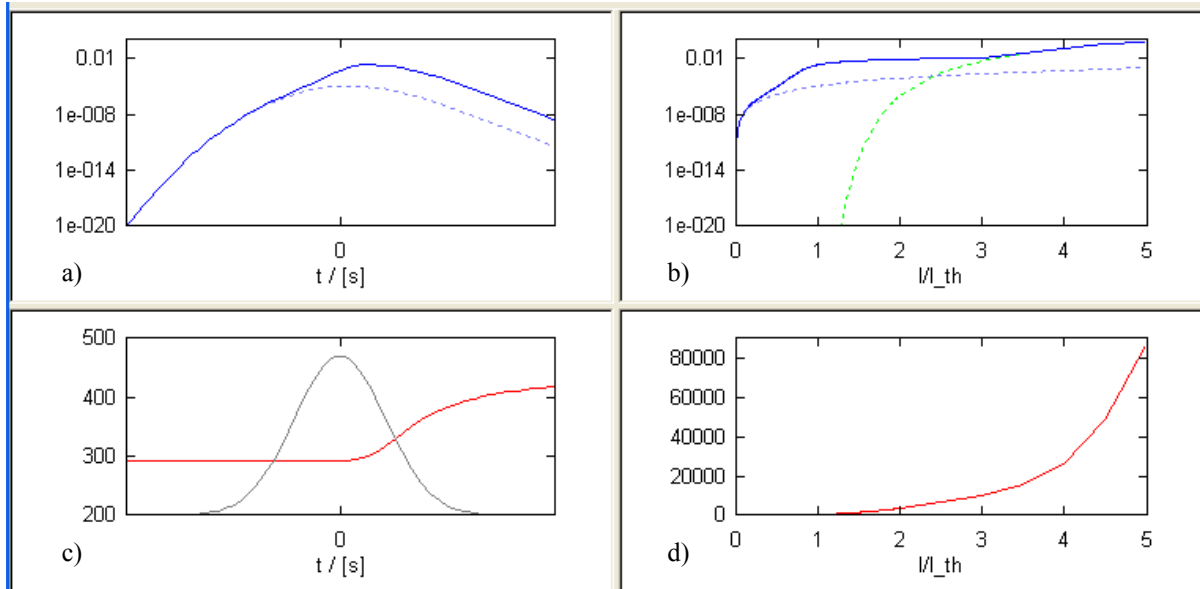 0.01
1e-008
1e-014
1e-020
0
t / [s]
a)
0.01
1e-008
1e-014
1e-020
0 1 2 3 4 5
I/I_th
b)
500
400
300
200
0
t / [s]
c)
80000
60000
40000
20000
0
0 1 2 3 4 5
I/I_th
d)